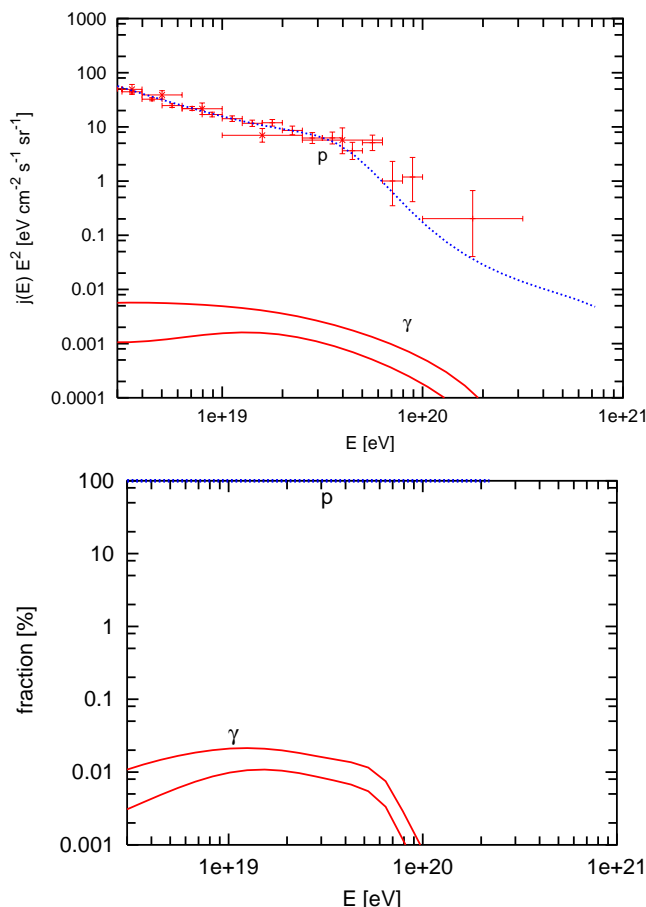 1000
100
10
1
0.1
0.01
0.001
0.0001
j(E) E² [eV cm⁻² s⁻¹ sr⁻¹]
p
γ
1e+19 1e+20 1e+21
E [eV]
100
10
1
0.1
0.01
0.001
fraction [%]
p
γ
1e+19 1e+20 1e+21
E [eV]